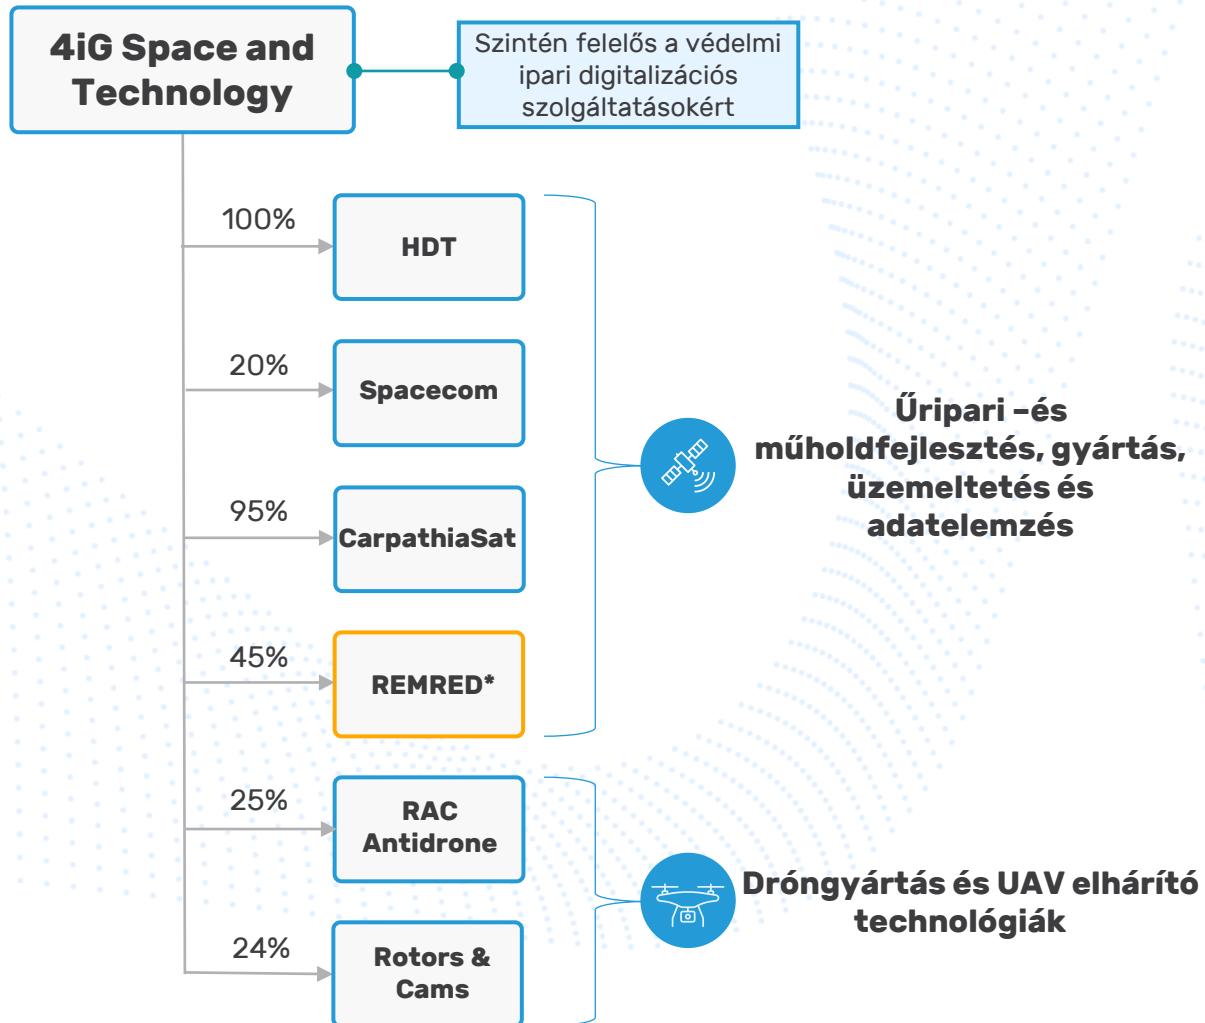 4iG Space and
Technology
Szintén felelős a védelmi
ipari digitalizációs
szolgáltatásokért
100%
HDT
20%
Spacecom
95%
CarpathiaSat
45%
REMRED*
Űripari –és
műholdfejlesztés, gyártás,
üzemeltetés és
adatelemzés
25%
RAC
Antidrone
24%
Rotors &
Cams
Dróngyártás és UAV elhárító
technológiák